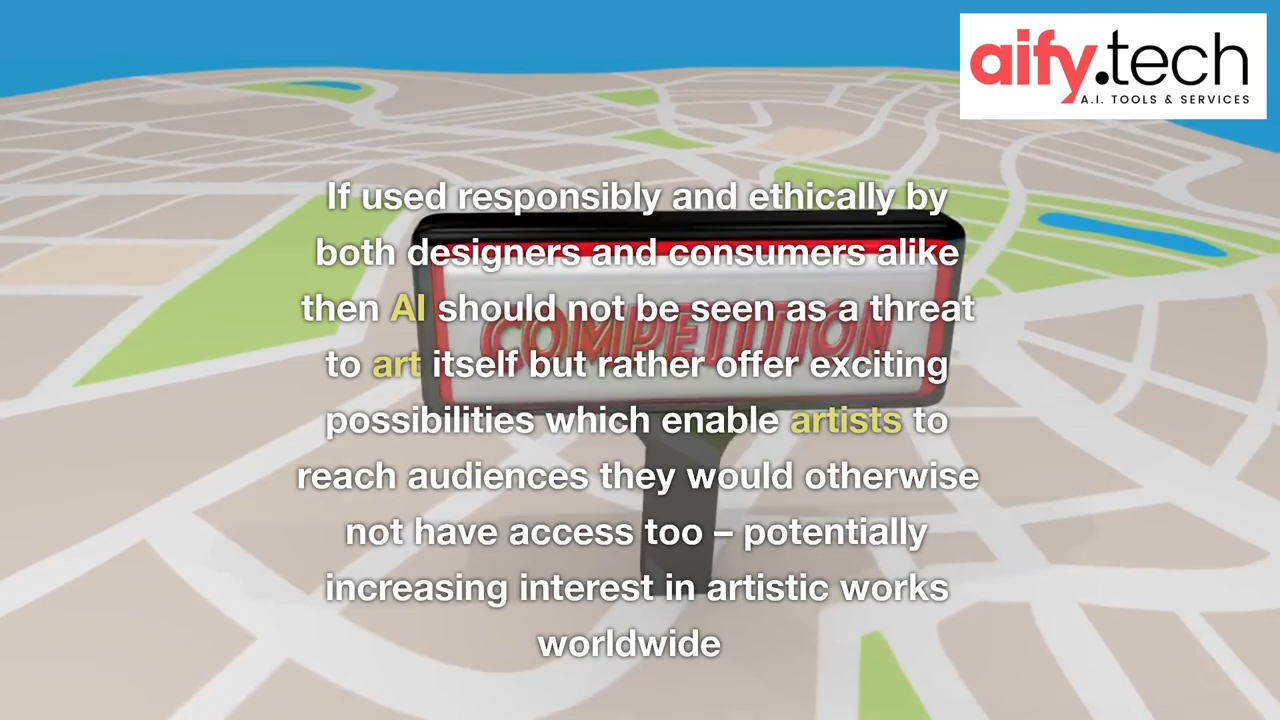 aify.tech
A.I. TOOLS & SERVICES
If used responsibly and ethically by
both designers and consumers alike
then AI should not be seen as a threat
to art itself but rather offer exciting
possibilities which enable artists to
reach audiences they would otherwise
not have access too – potentially
increasing interest in artistic works
worldwide
COMPETITION